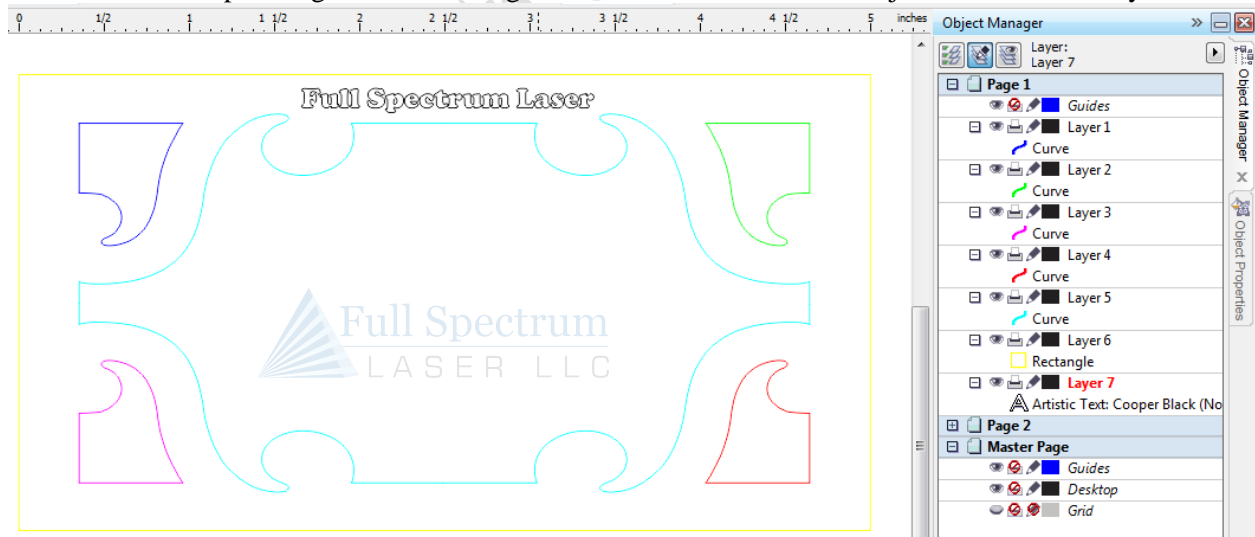 0 1/2 1 1 1/2 2 2 1/2 3 3 1/2 4 4 1/2 5 inches
Full Spectrum Laser
Full Spectrum
LASER LLC
Object Manager
Layer:
Layer 7
Page 1
Guides
Layer 1
Curve
Layer 2
Curve
Layer 3
Curve
Layer 4
Curve
Layer 5
Curve
Layer 6
Rectangle
Layer 7
Artistic Text: Cooper Black (No
Page 2
Master Page
Guides
Desktop
Grid
Object Manager
Object Properties